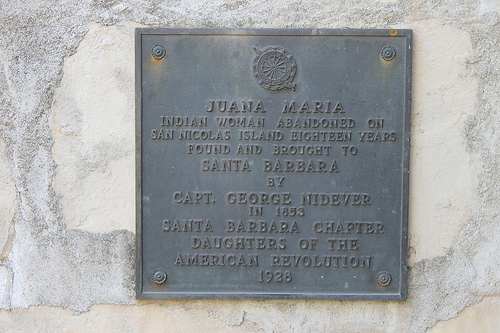 JUANA MARIA
INDIAN WOMAN ABANDONED ON
SAN NICOLAS ISLAND EIGHTEEN YEARS
FOUND AND BROUGHT TO
SANTA BARBARA
BY
CAPT. GEORGE NIDEVER
IN 1853
SANTA BARBARA CHAPTER
DAUGHTERS OF THE
AMERICAN REVOLUTION
1928